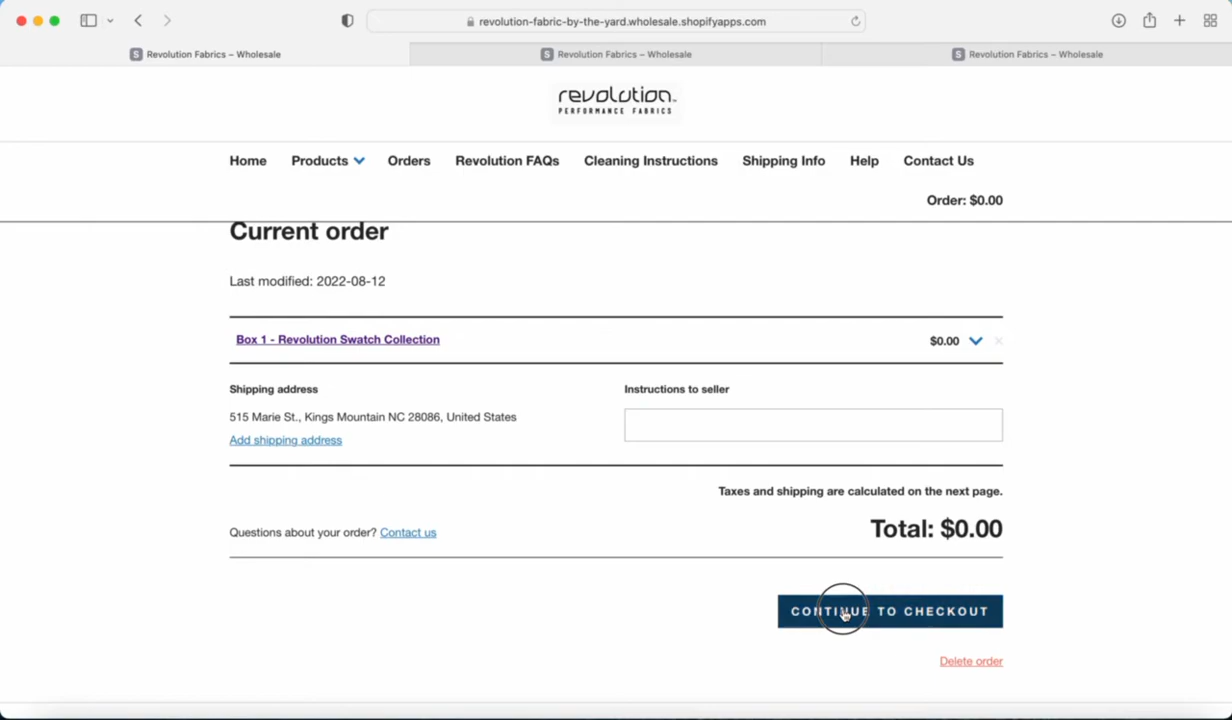 revolution-fabric-by-the-yard.wholesale.shopifyapps.com
S Revolution Fabrics – Wholesale
S Revolution Fabrics – Wholesale
S Revolution Fabrics – Wholesale
revolution™
PERFORMANCE FABRICS
Home Products Orders Revolution FAQs Cleaning Instructions Shipping Info Help Contact Us
Order: $0.00
Current order
Last modified: 2022-08-12
Box 1 - Revolution Swatch Collection $0.00
Shipping address Instructions to seller
515 Marie St., Kings Mountain NC 28086, United States
Add shipping address
Taxes and shipping are calculated on the next page.
Questions about your order? Contact us Total: $0.00
CONTINUE TO CHECKOUT
Delete order